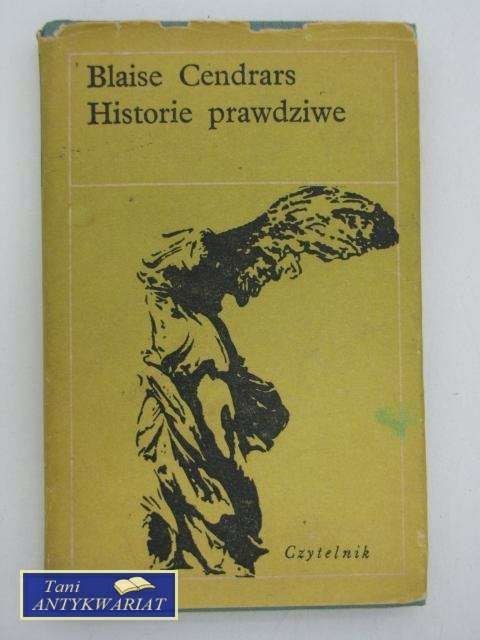 Blaise Cendrars
Historie prawdziwe
Czytelnik
Tani
ANTYKWARIAT